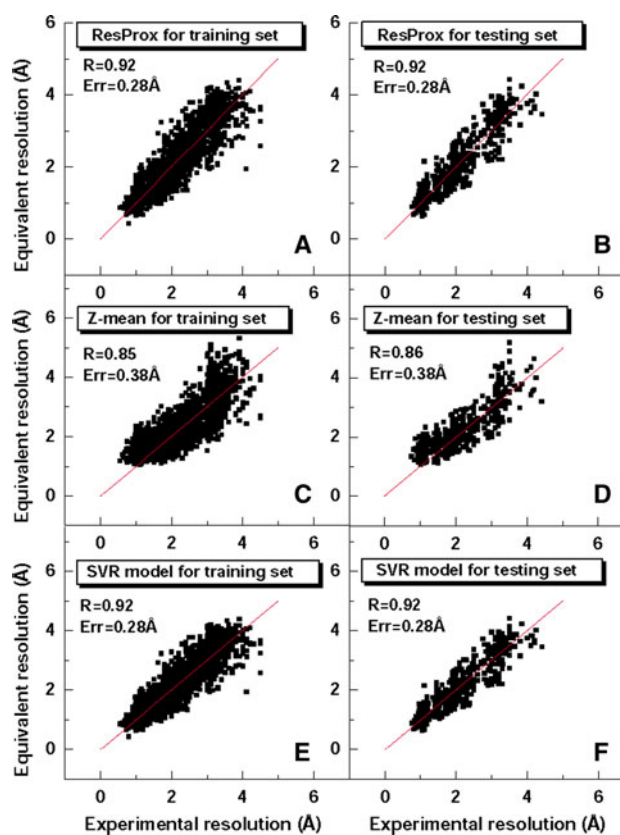 ResProx for training set
R=0.92
Err=0.28Å
A
ResProx for testing set
R=0.92
Err=0.28Å
B
Equivalent resolution (Å)
6
4
2
0
0 2 4 6
0 2 4 6
Z-mean for training set
R=0.85
Err=0.38Å
C
Z-mean for testing set
R=0.86
Err=0.38Å
D
Equivalent resolution (Å)
6
4
2
0
0 2 4 6
0 2 4 6
SVR model for training set
R=0.92
Err=0.28Å
E
SVR model for testing set
R=0.92
Err=0.28Å
F
Equivalent resolution (Å)
6
4
2
0
0 2 4 6
0 2 4 6
Experimental resolution (Å)
Experimental resolution (Å)